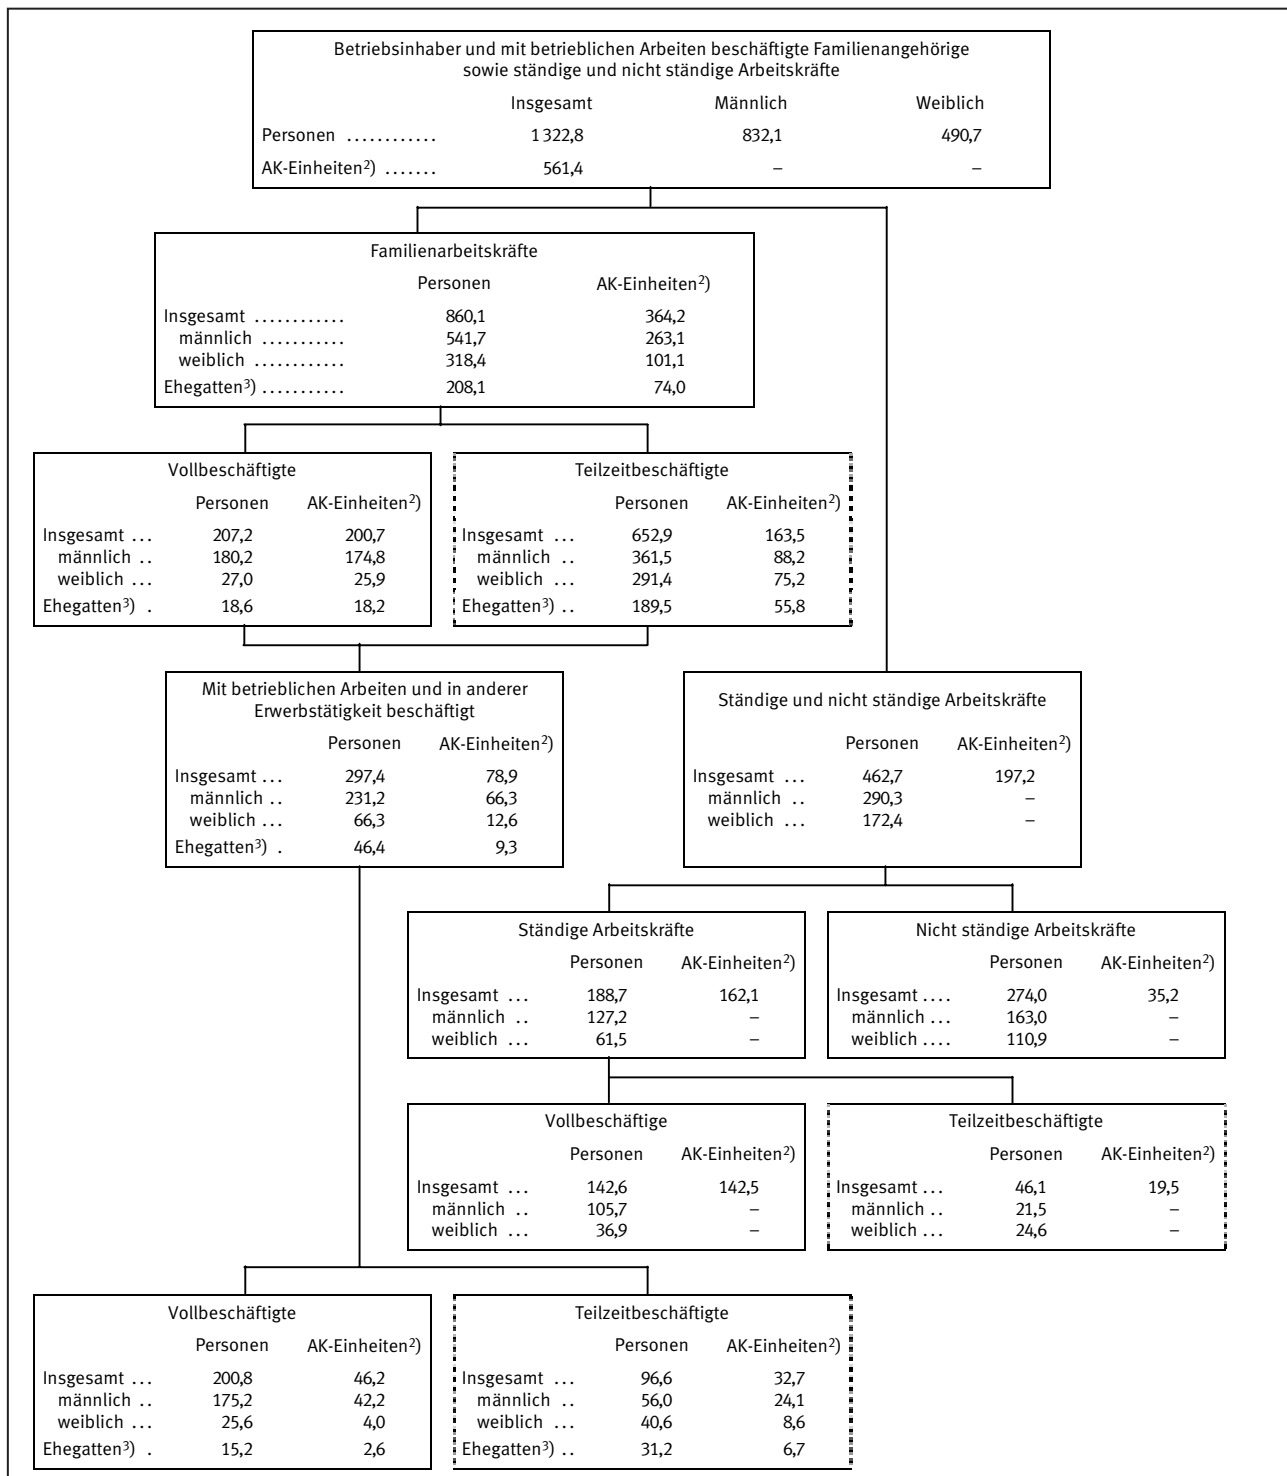 Betriebsinhaber und mit betrieblichen Arbeiten beschäftigte Familienangehörige
sowie ständige und nicht ständige Arbeitskräfte
Insgesamt Männlich Weiblich
Personen ............ 1 322,8 832,1 490,7
AK-Einheiten²) ....... 561,4 – –
Familienarbeitskräfte
Personen AK-Einheiten²)
Insgesamt ............ 860,1 364,2
männlich ........... 541,7 263,1
weiblich ............ 318,4 101,1
Ehegatten³) ........... 208,1 74,0
Vollbeschäftigte
Personen AK-Einheiten²)
Insgesamt ... 207,2 200,7
männlich .. 180,2 174,8
weiblich ... 27,0 25,9
Ehegatten³) . 18,6 18,2
Teilzeitbeschäftigte
Personen AK-Einheiten²)
Insgesamt ... 652,9 163,5
männlich .. 361,5 88,2
weiblich ... 291,4 75,2
Ehegatten³) .. 189,5 55,8
Mit betrieblichen Arbeiten und in anderer
Erwerbstätigkeit beschäftigt
Personen AK-Einheiten²)
Insgesamt ... 297,4 78,9
männlich .. 231,2 66,3
weiblich ... 66,3 12,6
Ehegatten³) . 46,4 9,3
Ständige und nicht ständige Arbeitskräfte
Personen AK-Einheiten²)
Insgesamt ... 462,7 197,2
männlich .. 290,3 –
weiblich ... 172,4 –
Ständige Arbeitskräfte
Personen AK-Einheiten²)
Insgesamt ... 188,7 162,1
männlich .. 127,2 –
weiblich ... 61,5 –
Nicht ständige Arbeitskräfte
Personen AK-Einheiten²)
Insgesamt .... 274,0 35,2
männlich ... 163,0 –
weiblich .... 110,9 –
Vollbeschäftige
Personen AK-Einheiten²)
Insgesamt ... 142,6 142,5
männlich .. 105,7 –
weiblich ... 36,9 –
Teilzeitbeschäftigte
Personen AK-Einheiten²)
Insgesamt ... 46,1 19,5
männlich .. 21,5 –
weiblich ... 24,6 –
Vollbeschäftigte
Personen AK-Einheiten²)
Insgesamt ... 200,8 46,2
männlich .. 175,2 42,2
weiblich ... 25,6 4,0
Ehegatten³) . 15,2 2,6
Teilzeitbeschäftigte
Personen AK-Einheiten²)
Insgesamt ... 96,6 32,7
männlich .. 56,0 24,1
weiblich ... 40,6 8,6
Ehegatten³) .. 31,2 6,7